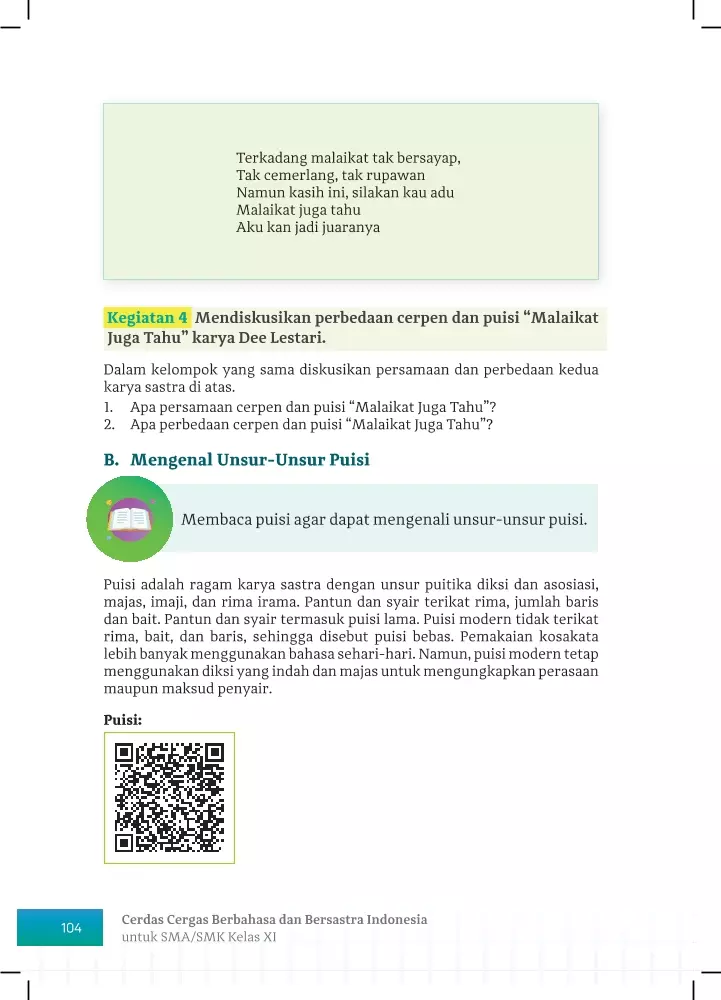 Terkadang malaikat tak bersayap,
Tak cemerlang, tak rupawan
Namun kasih ini, silakan kau adu
Malaikat juga tahu
Aku kan jadi juaranya
Kegiatan 4 Mendiskusikan perbedaan cerpen dan puisi “Malaikat
Juga Tahu” karya Dee Lestari.
Dalam kelompok yang sama diskusikan persamaan dan perbedaan kedua
karya sastra di atas.
1. Apa persamaan cerpen dan puisi “Malaikat Juga Tahu”?
2. Apa perbedaan cerpen dan puisi “Malaikat Juga Tahu”?
B. Mengenal Unsur-Unsur Puisi
Membaca puisi agar dapat mengenali unsur-unsur puisi.
Puisi adalah ragam karya sastra dengan unsur puitika diksi dan asosiasi,
majas, imaji, dan rima irama. Pantun dan syair terikat rima, jumlah baris
dan bait. Pantun dan syair termasuk puisi lama. Puisi modern tidak terikat
rima, bait, dan baris, sehingga disebut puisi bebas. Pemakaian kosakata
lebih banyak menggunakan bahasa sehari-hari. Namun, puisi modern tetap
menggunakan diksi yang indah dan majas untuk mengungkapkan perasaan
maupun maksud penyair.
Puisi:
104
Cerdas Cergas Berbahasa dan Bersastra Indonesia
untuk SMA/SMK Kelas XI